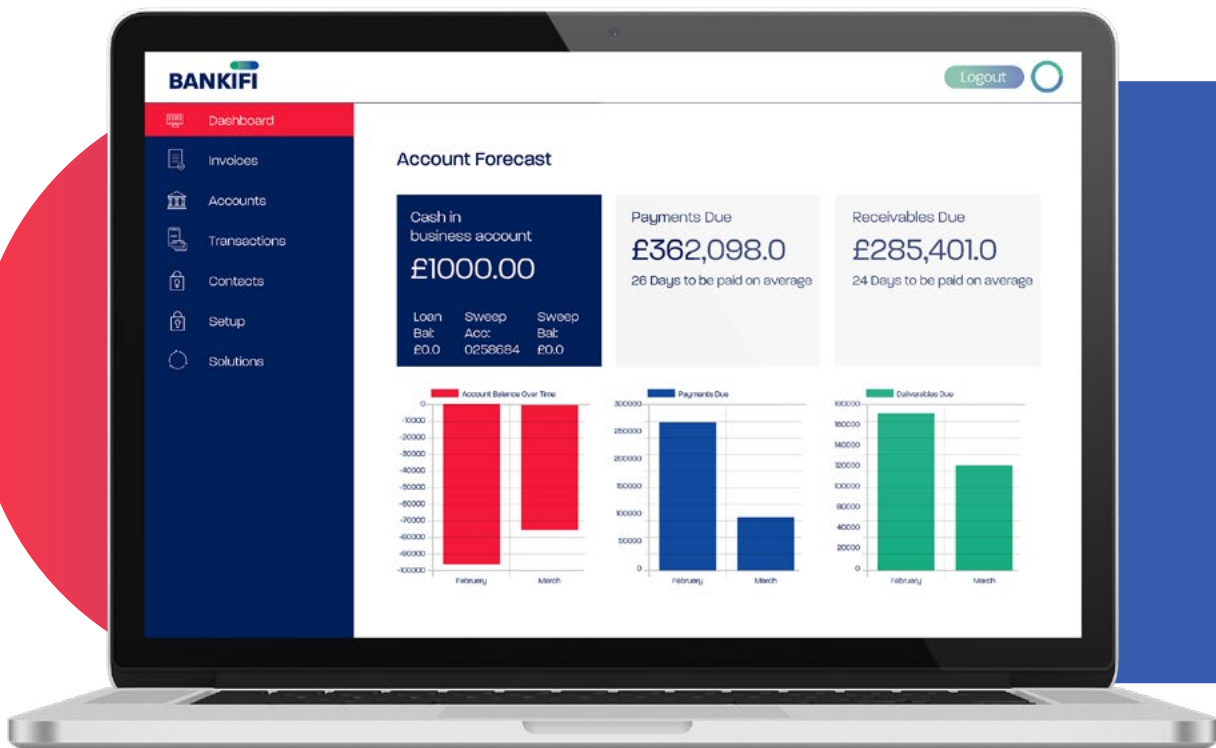 BANKIFI
Logout
Dashboard
Invoices
Accounts
Transactions
Contacts
Setup
Solutions
Account Forecast
Cash in
business account
£1000.00
Loan
Bal:
£0.0
Sweep
Acc:
0258684
Sweep
Bal:
£0.0
Payments Due
£362,098.0
26 Days to be paid on average
Receivables Due
£285,401.0
24 Days to be paid on average
Account Balance Over Time
0
-10000
-20000
-30000
-40000
-50000
-60000
-70000
-80000
-90000
-100000
February
March
Payments Due
300000
250000
200000
150000
100000
50000
0
February
March
Deliverables Due
180000
160000
140000
120000
100000
80000
40000
20000
0
February
March